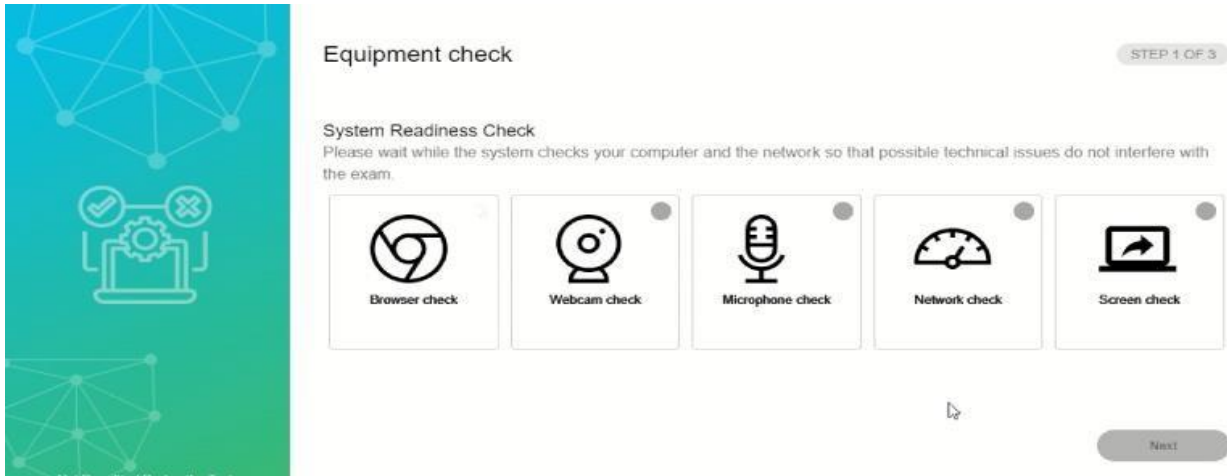 Equipment check
STEP 1 OF 3
System Readiness Check
Please wait while the system checks your computer and the network so that possible technical issues do not interfere with
the exam.
Browser check
Webcam check
Microphone check
Network check
Screen check
Next